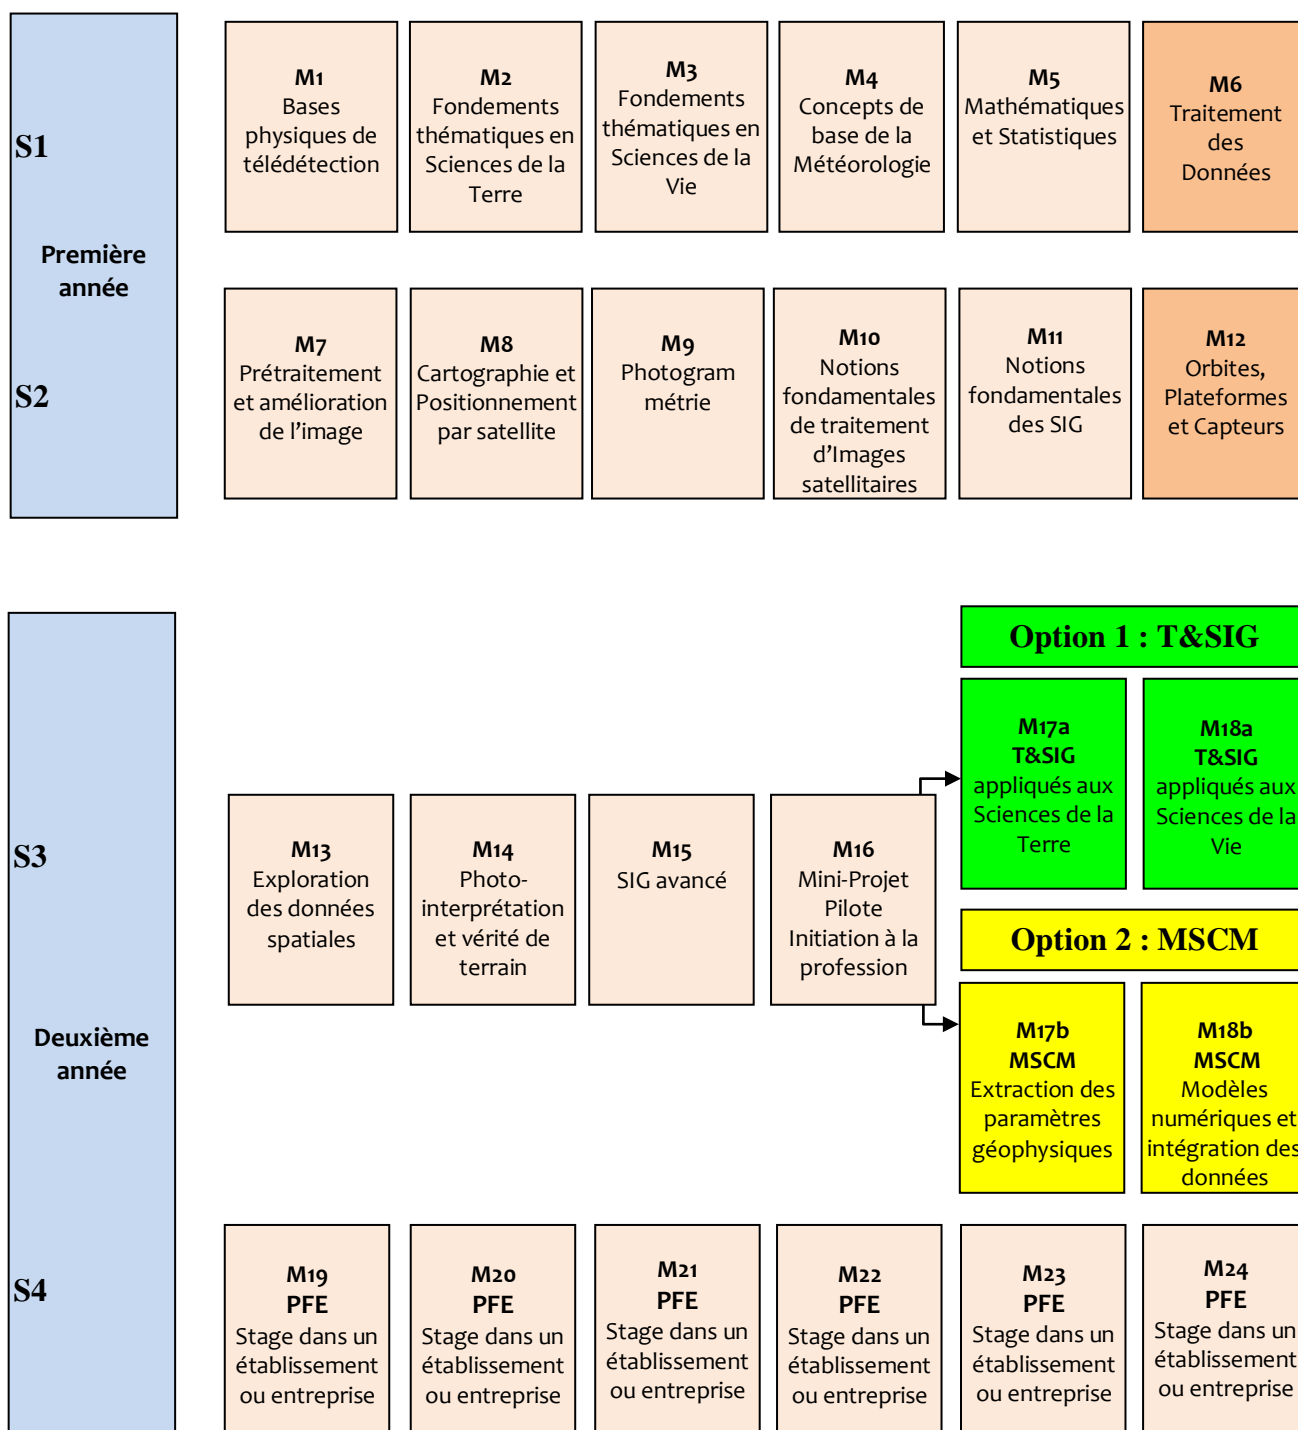 S1
Première
année
S2
M1
Bases
physiques de
télédétection
M2
Fondements
thématiques en
Sciences de la
Terre
M3
Fondements
thématiques en
Sciences de la
Vie
M4
Concepts de
base de la
Météorologie
M5
Mathématiques
et Statistiques
M6
Traitement
des
Données
M7
Prétraitement
et amélioration
de l'image
M8
Cartographie et
Positionnement
par satellite
M9
Photogram
métrie
M10
Notions
fondamentales
de traitement
d'Images
satellitaires
M11
Notions
fondamentales
des SIG
M12
Orbites,
Plateformes
et Capteurs
S3
Deuxième
année
S4
M13
Exploration
des données
spatiales
M14
Photo-
interprétation
et vérité de
terrain
M15
SIG avancé
M16
Mini-Projet
Pilote
Initiation à la
profession
Option 1 : T&SIG
M17a
T&SIG
appliqués aux
Sciences de la
Terre
M18a
T&SIG
appliqués aux
Sciences de la
Vie
Option 2 : MSCM
M17b
MSCM
Extraction des
paramètres
géophysiques
M18b
MSCM
Modèles
numériques et
intégration des
données
M19
PFE
Stage dans un
établissement
ou entreprise
M20
PFE
Stage dans un
établissement
ou entreprise
M21
PFE
Stage dans un
établissement
ou entreprise
M22
PFE
Stage dans un
établissement
ou entreprise
M23
PFE
Stage dans un
établissement
ou entreprise
M24
PFE
Stage dans un
établissement
ou entreprise